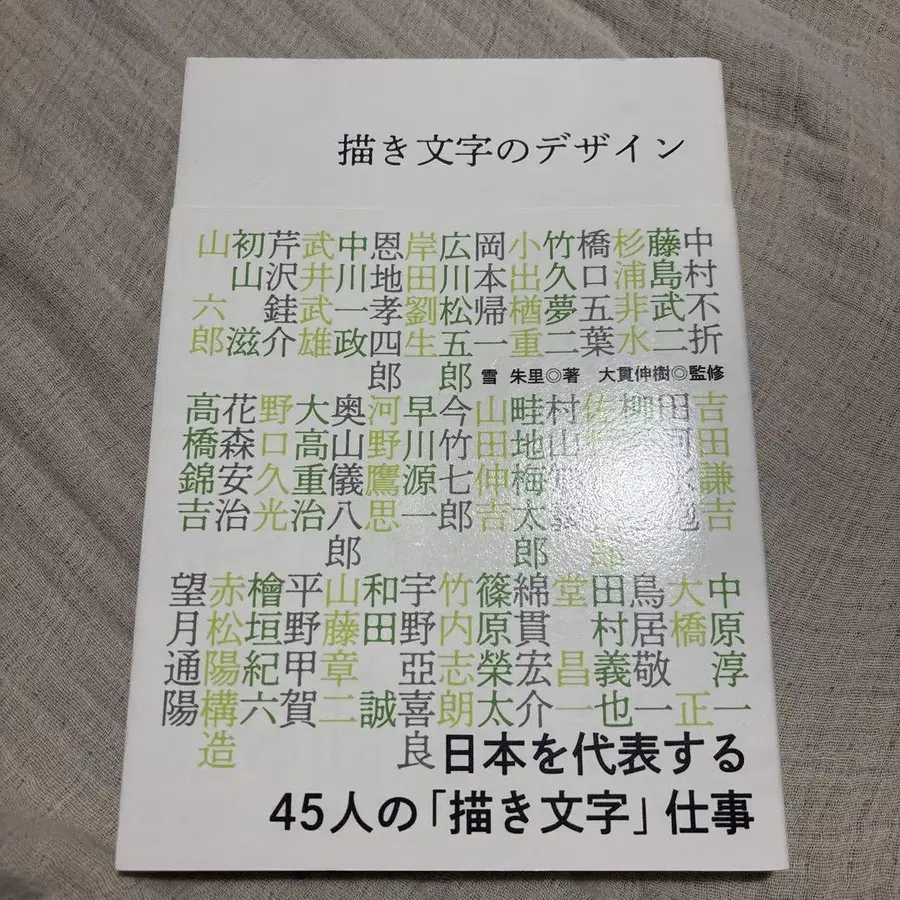 描き文字のデザイン
中村不折
藤島武二
杉浦非水
橋口五葉
竹久夢二
小出楢重
岡本帰一
広川松五郎
岸田劉生
恩地孝四郎
中川一政
武井武雄
芹沢銈介
初山滋
山六郎
雪 朱里◎著 大貫伸樹◎監修
吉田謙吉
畦地梅太郎
山田伸吉
今竹七郎
早川源一
河野鷹思
奥山儀八郎
大高重治
野口久光
花森安治
高橋錦吉
中原淳一
大橋正
鳥居敬一
田村義也
堂昌一
綿貫宏介
篠原榮太
竹内志朗
宇野亞喜良
和田誠
山藤章二
平野甲賀
檜垣紀六
赤松陽構造
望月通陽
日本を代表する
45人の「描き文字」仕事